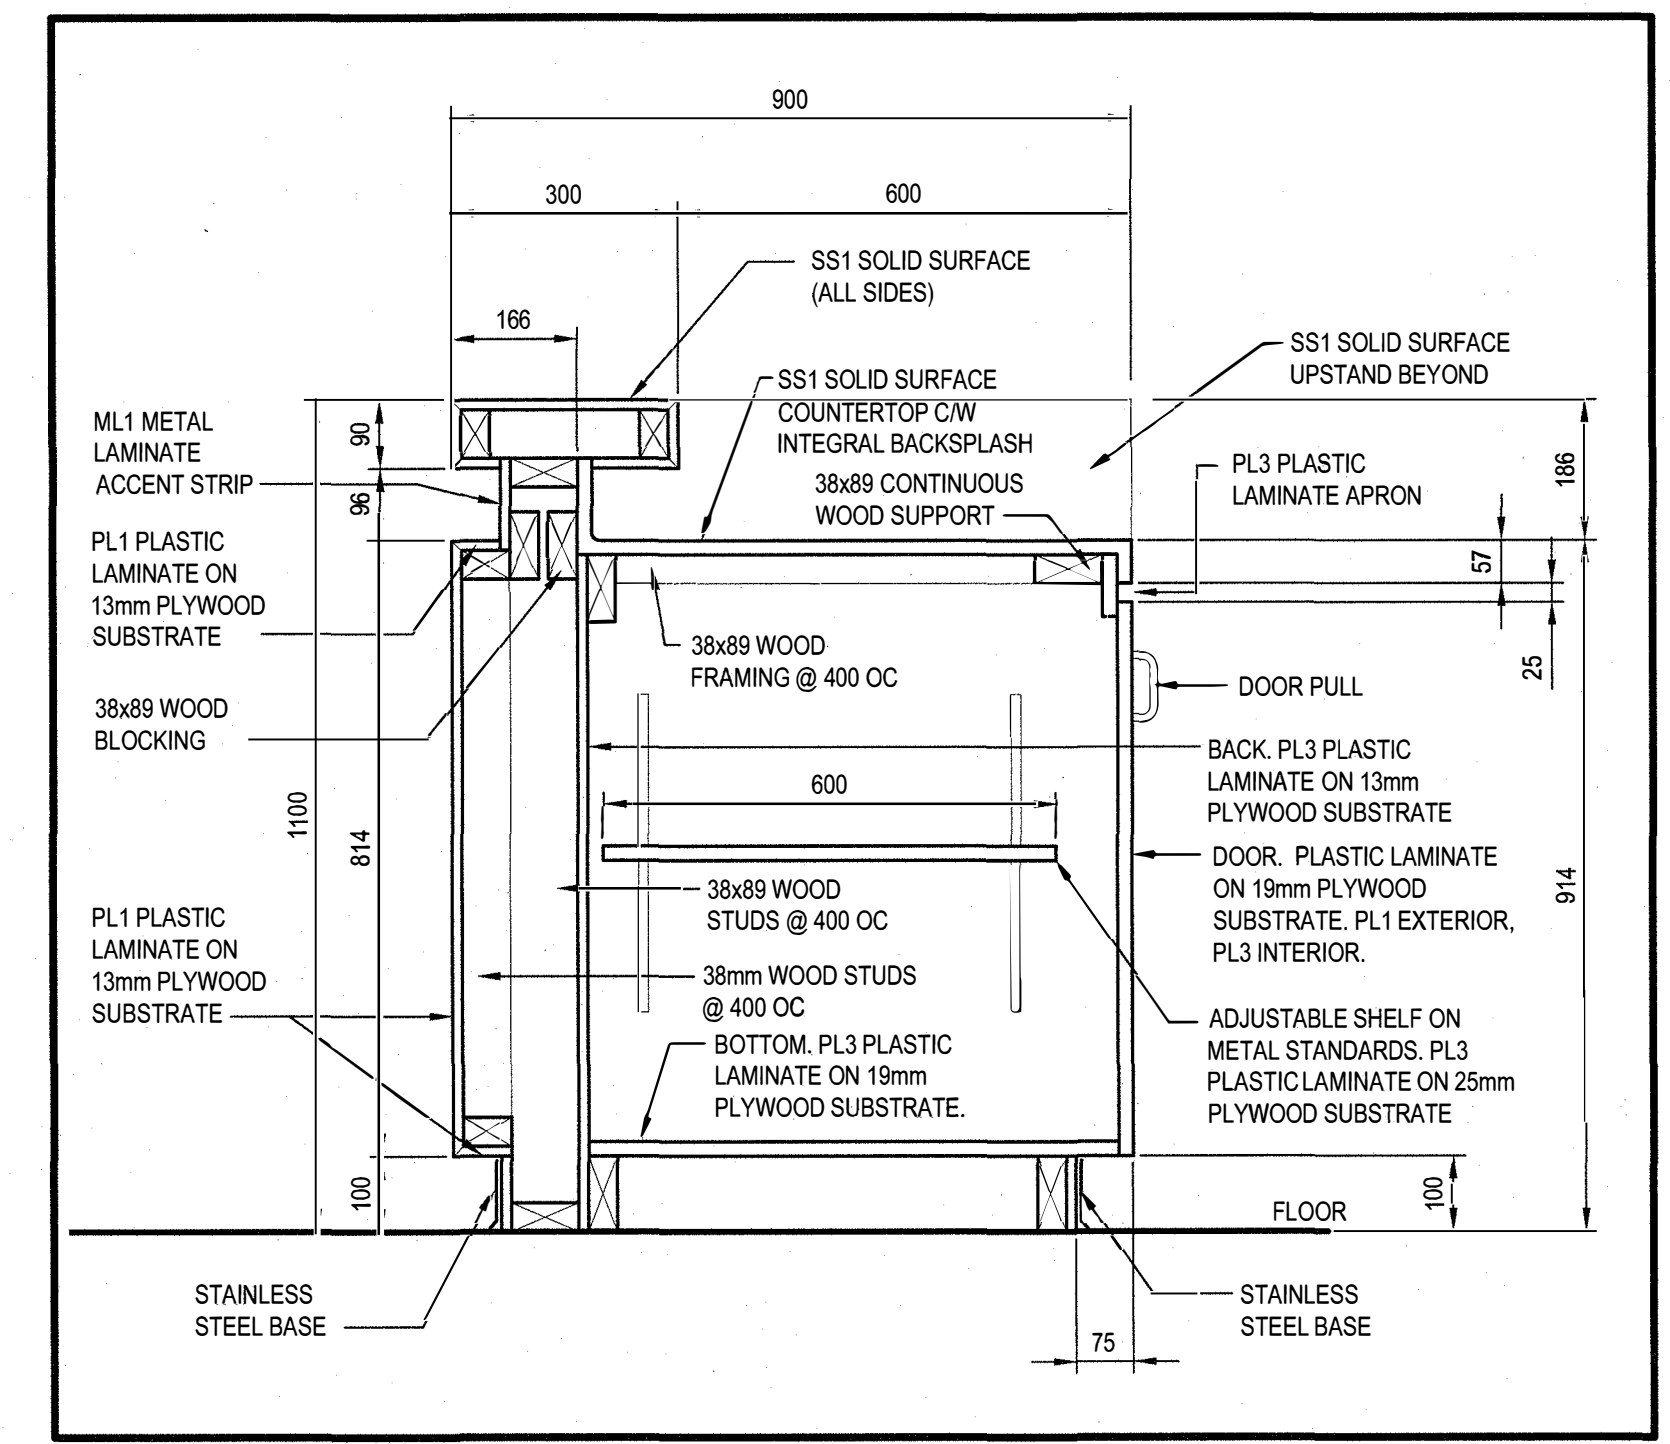 900
300
600
SS1 SOLID SURFACE
(ALL SIDES)
166
SS1 SOLID SURFACE
UPSTAND BEYOND
SS1 SOLID SURFACE
COUNTERTOP C/W
INTEGRAL BACKSPLASH
ML1 METAL
LAMINATE
ACCENT STRIP
90
96
38x89 CONTINUOUS
WOOD SUPPORT
PL3 PLASTIC
LAMINATE APRON
186
PL1 PLASTIC
LAMINATE ON
13mm PLYWOOD
SUBSTRATE
57
25
38x89 WOOD
FRAMING @ 400 OC
DOOR PULL
38x89 WOOD
BLOCKING
BACK. PL3 PLASTIC
LAMINATE ON 13mm
PLYWOOD SUBSTRATE
600
1100
814
DOOR. PLASTIC LAMINATE
ON 19mm PLYWOOD
SUBSTRATE. PL1 EXTERIOR,
PL3 INTERIOR.
914
38x89 WOOD
STUDS @ 400 OC
PL1 PLASTIC
LAMINATE ON
13mm PLYWOOD
SUBSTRATE
38mm WOOD STUDS
@ 400 OC
ADJUSTABLE SHELF ON
METAL STANDARDS. PL3
PLASTIC LAMINATE ON 25mm
PLYWOOD SUBSTRATE
BOTTOM. PL3 PLASTIC
LAMINATE ON 19mm
PLYWOOD SUBSTRATE.
100
100
FLOOR
STAINLESS
STEEL BASE
STAINLESS
STEEL BASE
75